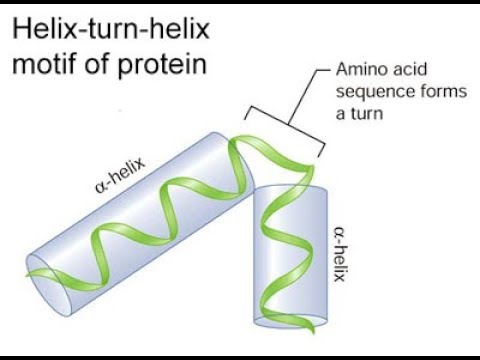 Helix-turn-helix
motif of protein
Amino acid
sequence forms
a turn
α-helix
α-helix